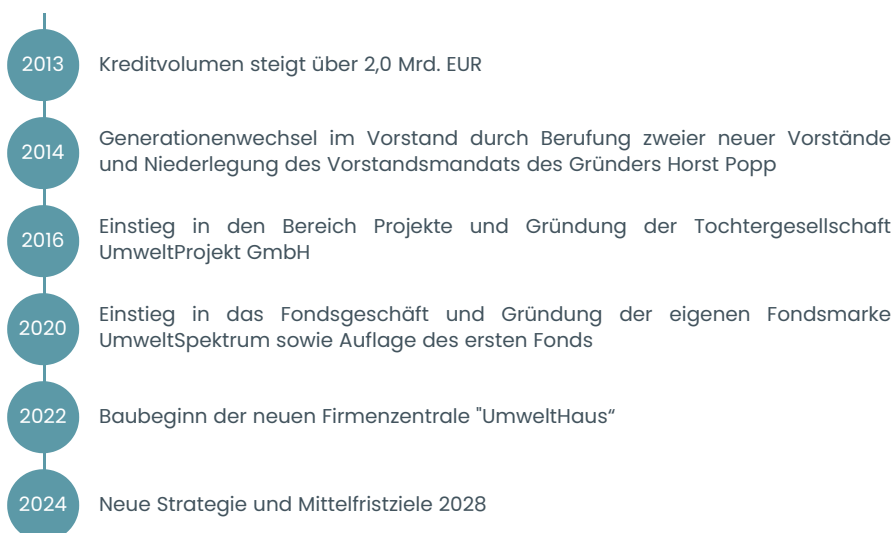 2013
Kreditvolumen steigt über 2,0 Mrd. EUR
2014
Generationenwechsel im Vorstand durch Berufung zweier neuer Vorstände
und Niederlegung des Vorstandsmandats des Gründers Horst Popp
2016
Einstieg in den Bereich Projekte und Gründung der Tochtergesellschaft
UmweltProjekt GmbH
2020
Einstieg in das Fondsgeschäft und Gründung der eigenen Fondsmarke
UmweltSpektrum sowie Auflage des ersten Fonds
2022
Baubeginn der neuen Firmenzentrale "UmweltHaus“
2024
Neue Strategie und Mittelfristziele 2028